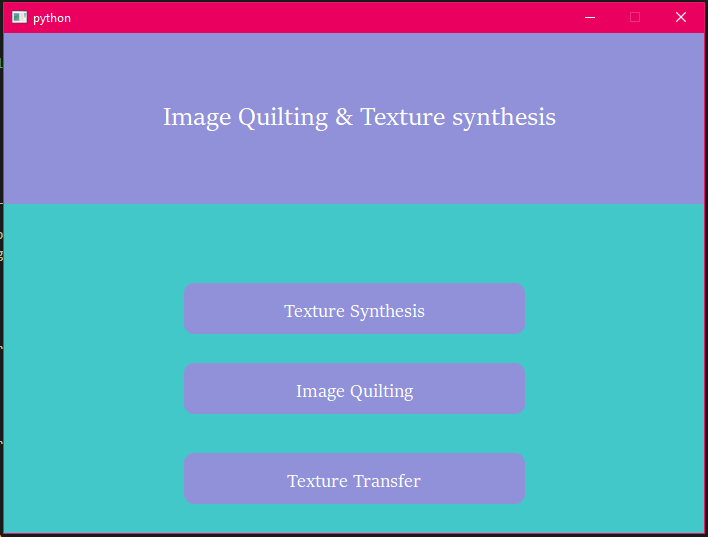 python
Image Quilting & Texture synthesis
Texture Synthesis
Image Quilting
Texture Transfer